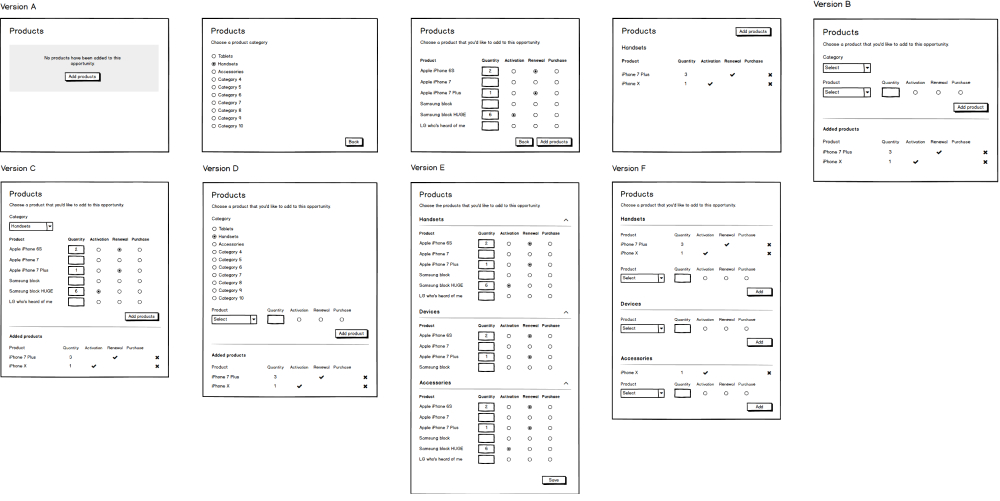 Version A
Products
No products have been added to this
opportunity
Add products
Products
Choose a product category
Tablets
Handsets
Accessories
Category 4
Category 5
Category 6
Category 7
Category 8
Category 9
Category 10
Back
Products
Choose a product that you'd like to add to this opportunity.
Product Quantity Activation Renewal Purchase
Apple iPhone 6S 2
Apple iPhone 7
Apple iPhone 7 Plus 1
Samsung block
Samsung block HUGE 6
LG who's heard of me
Back Add products
Products Add products
Handsets
Product Quantity Activation Renewal Purchase
iPhone 7 Plus 3
iPhone X 1
Version B
Products
Choose a product that you'd like to add to this opportunity.
Category
Select
Product Quantity Activation Renewal Purchase
Select
Add product
Added products
Product Quantity Activation Renewal Purchase
iPhone 7 Plus 3
iPhone X 1
Version C
Products
Choose a product that you'd like to add to this opportunity.
Category
Handsets
Product Quantity Activation Renewal Purchase
Apple iPhone 6S 2
Apple iPhone 7
Apple iPhone 7 Plus 1
Samsung block
Samsung block HUGE 6
LG who's heard of me
Add products
Added products
Product Quantity Activation Renewal Purchase
iPhone 7 Plus 3
iPhone X 1
Version D
Products
Choose a product that you'd like to add to this opportunity.
Category
Tablets
Handsets
Accessories
Category 4
Category 5
Category 6
Category 7
Category 8
Category 9
Category 10
Product Quantity Activation Renewal Purchase
Select
Add product
Added products
Product Quantity Activation Renewal Purchase
iPhone 7 Plus 3
iPhone X 1
Version E
Products
Choose the products that you'd like to add to this opportunity.
Handsets
Product Quantity Activation Renewal Purchase
Apple iPhone 6S 2
Apple iPhone 7
Apple iPhone 7 Plus 1
Samsung block
Samsung block HUGE 6
LG who's heard of me
Devices
Product Quantity Activation Renewal Purchase
Apple iPhone 6S 2
Apple iPhone 7
Apple iPhone 7 Plus 1
Samsung block
Accessories
Product Quantity Activation Renewal Purchase
Apple iPhone 6S 2
Apple iPhone 7
Apple iPhone 7 Plus 1
Samsung block
Samsung block HUGE 6
LG who's heard of me
Save
Version F
Products
Choose a product that you'd like to add to this opportunity.
Handsets
Product Quantity Activation Renewal Purchase
iPhone 7 Plus 3
iPhone X 1
Product Quantity Activation Renewal Purchase
Select
Add
Devices
Product Quantity Activation Renewal Purchase
Select
Add
Accessories
iPhone X 1
Product Quantity Activation Renewal Purchase
Select
Add